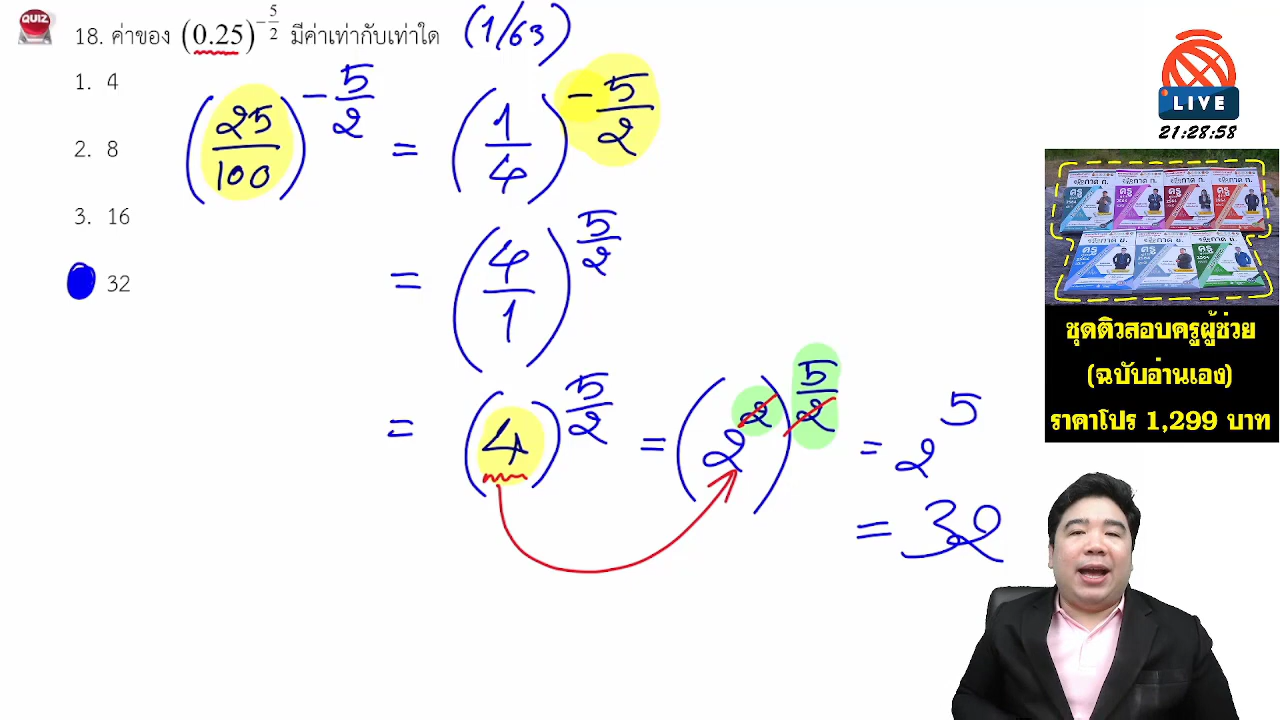 QUIZ
18. ค่าของ (0.25)^{-5/2} มีค่าเท่ากับเท่าใด (1/63)
1. 4
2. 8
3. 16
32
(25/100)^{-5/2} = (1/4)^{-5/2}
= (4/1)^{5/2}
= (4)^{5/2} = (2^2)^{5/2} = 2^5
= 32
LIVE
21:28:58
ชุดติวสอบครูผู้ช่วย
(ฉบับอ่านเอง)
ราคาโปร 1,299 บาท